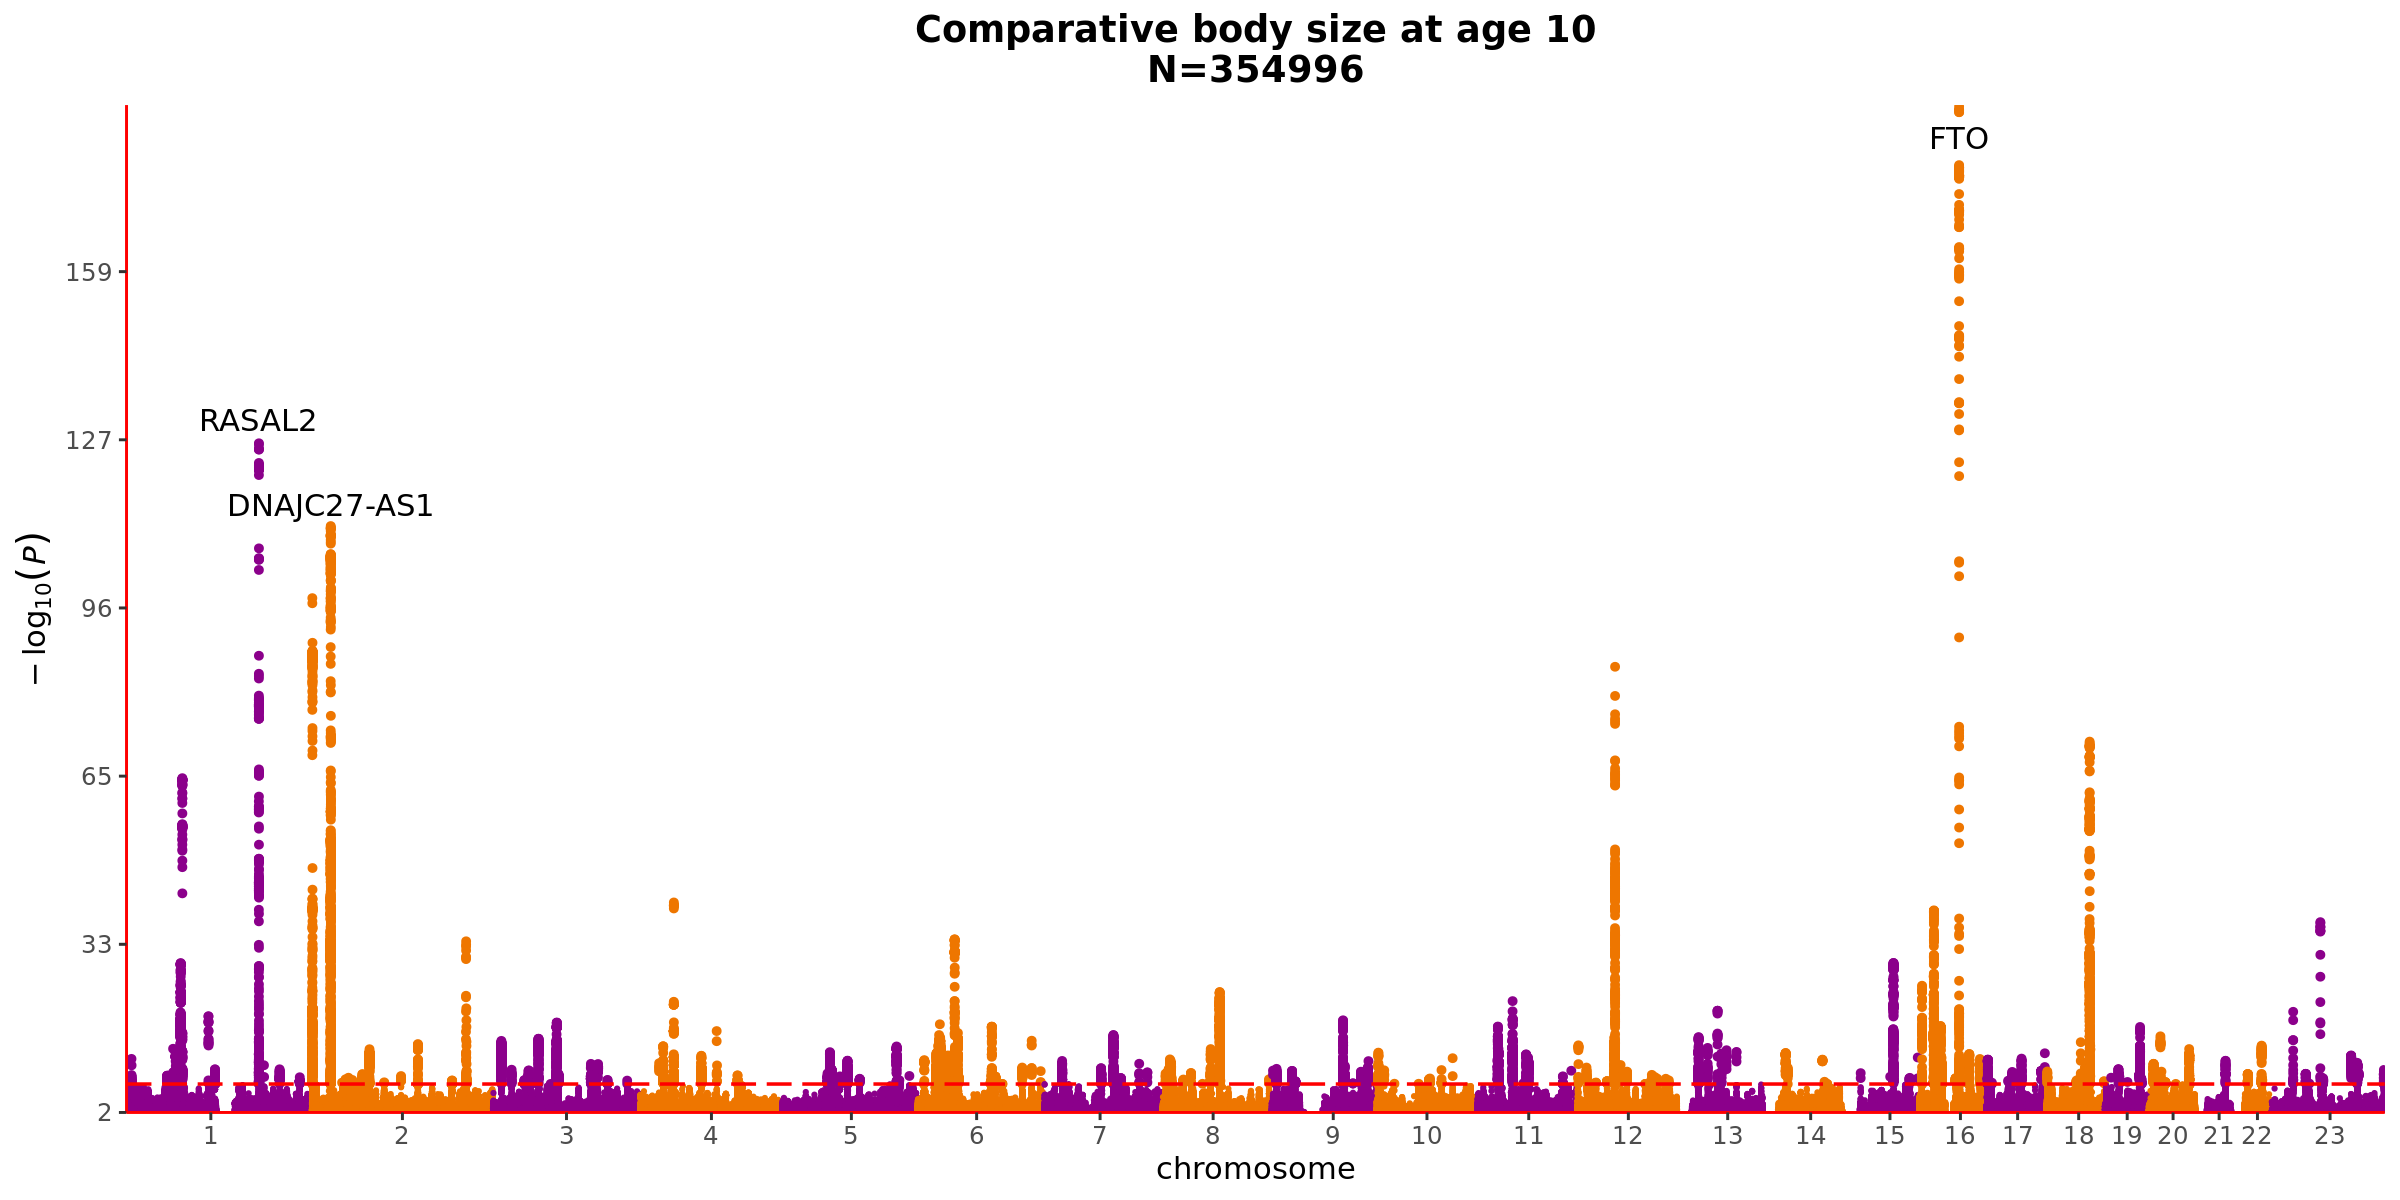 Comparative body size at age 10
N=354996
FTO
159
RASAL2
127
DNAJC27-AS1
−log₁₀(P)
96
65
33
2
1 2 3 4 5 6 7 8 9 10 11 12 13 14 15 16 17 18 19 20 21 22 23
chromosome